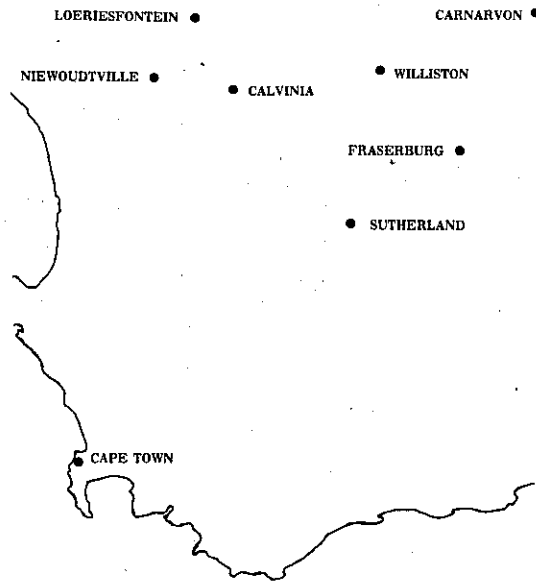 LOERIESFONTEIN
CARNARVON
NIEWOUDTVILLE
CALVINIA
WILLISTON
FRASERBURG
SUTHERLAND
CAPE TOWN